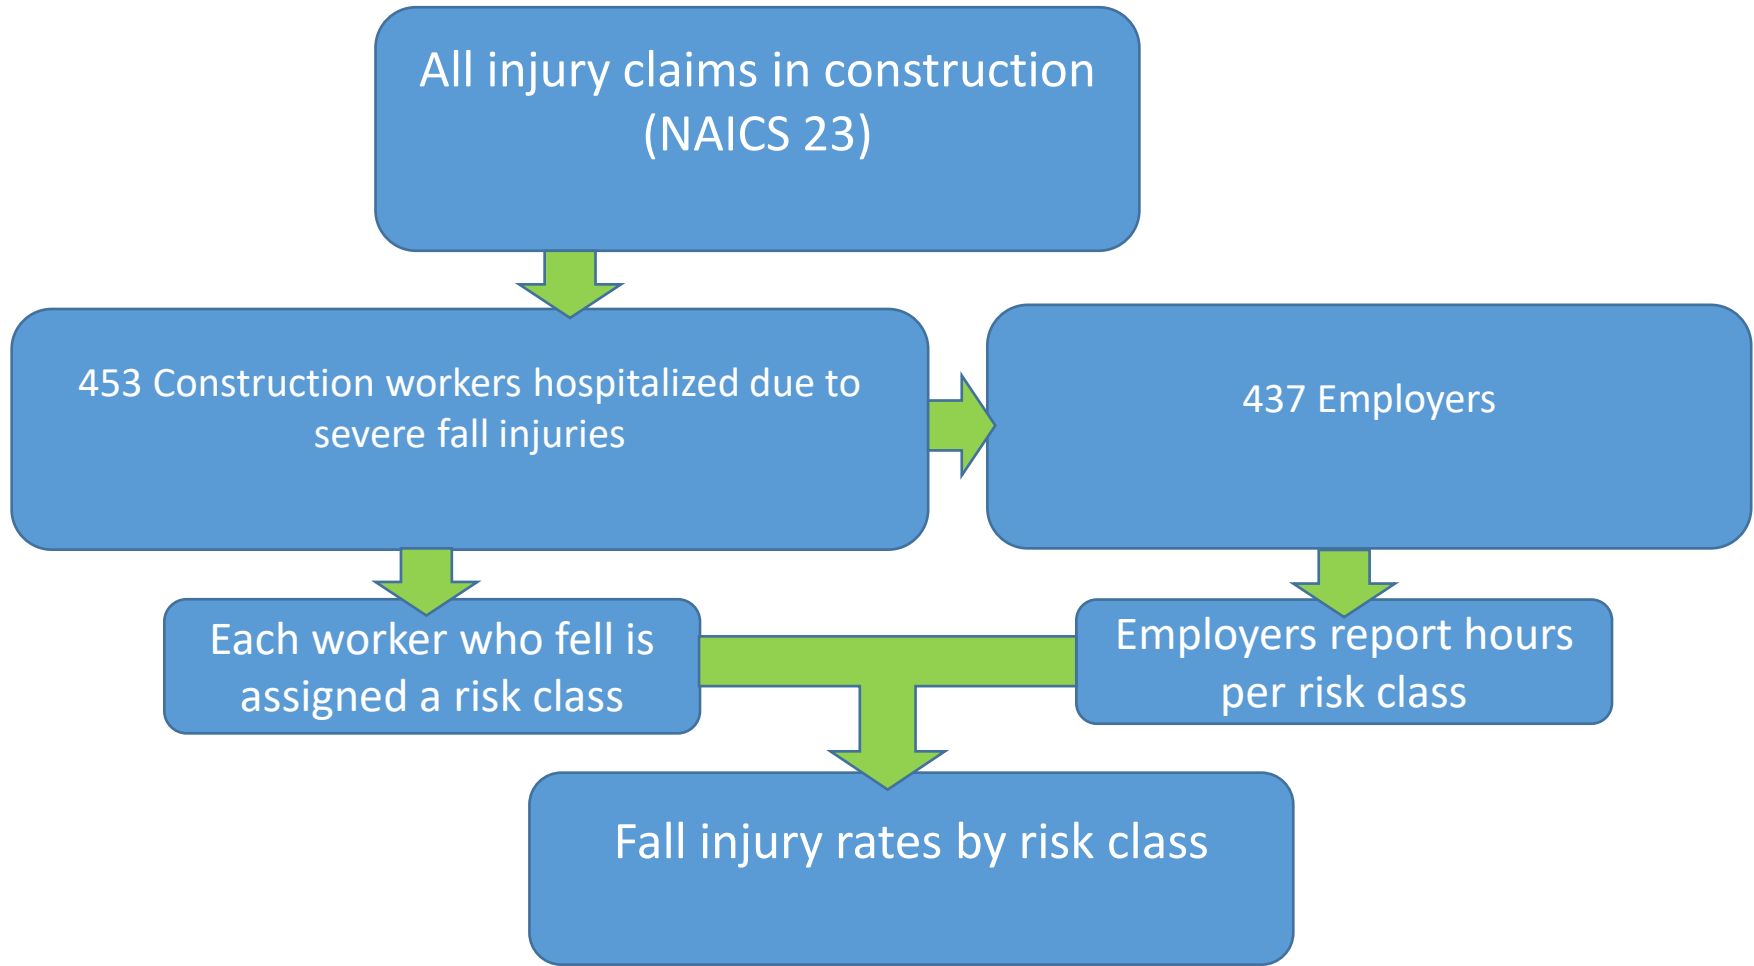 All injury claims in construction
(NAICS 23)
453 Construction workers hospitalized due to
severe fall injuries
437 Employers
Each worker who fell is
assigned a risk class
Employers report hours
per risk class
Fall injury rates by risk class